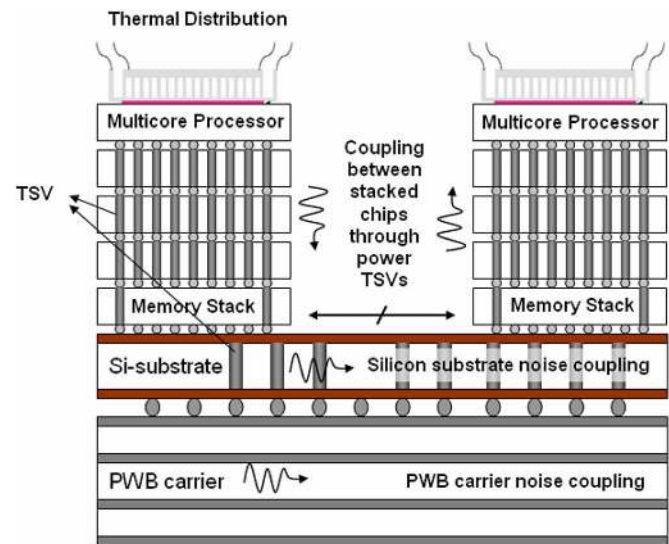 Thermal Distribution
Multicore Processor
Multicore Processor
Coupling
between
stacked
chips
through
power
TSVs
TSV
Memory Stack
Memory Stack
Si-substrate
Silicon substrate noise coupling
PWB carrier
PWB carrier noise coupling